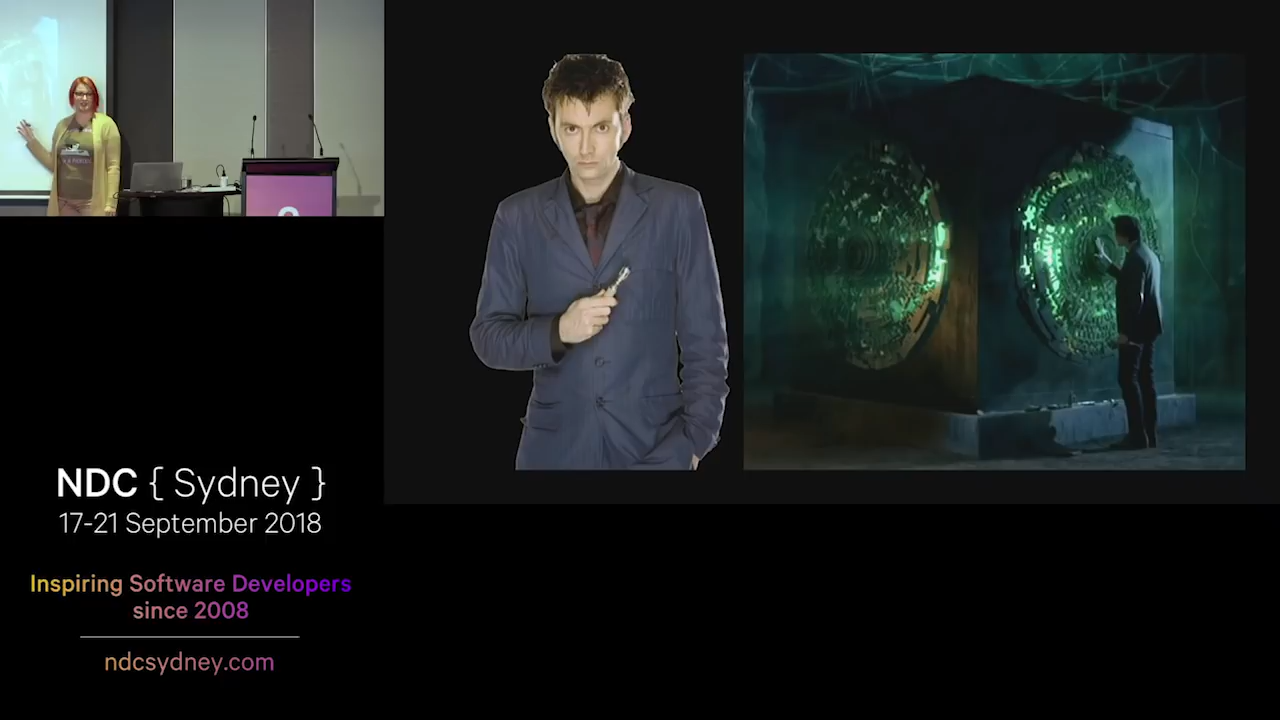 NDC { Sydney }
17-21 September 2018
Inspiring Software Developers
since 2008
ndcsydney.com